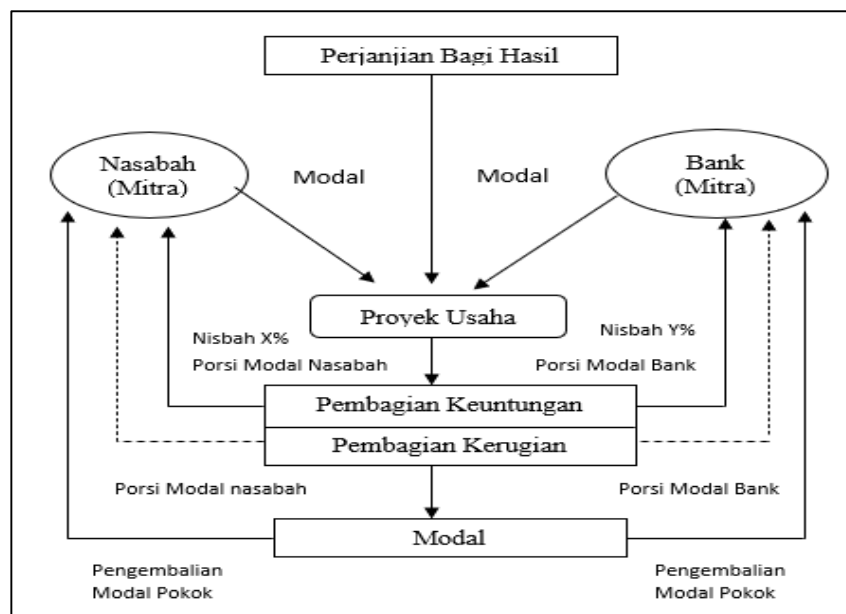 Perjanjian Bagi Hasil
Nasabah
(Mitra)
Modal
Modal
Bank
(Mitra)
Proyek Usaha
Nisbah X%
Porsi Modal Nasabah
Nisbah Y%
Porsi Modal Bank
Pembagian Keuntungan
Pembagian Kerugian
Porsi Modal nasabah
Porsi Modal Bank
Modal
Pengembalian
Modal Pokok
Pengembalian
Modal Pokok